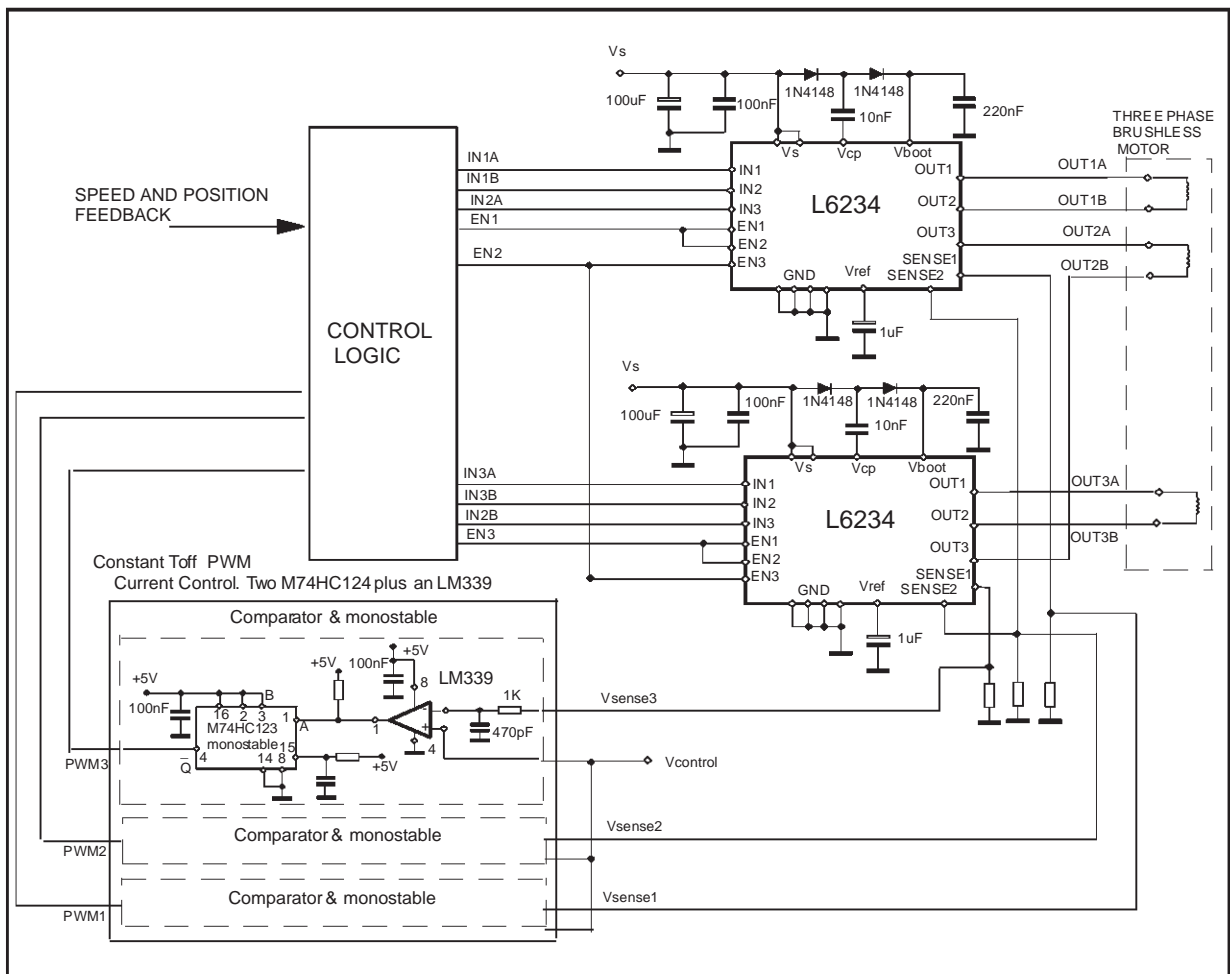 Vs
1N4148
1N4148
100uF
100nF
10nF
220nF
THREE PHASE
BRUSHLESS
MOTOR
Vs
Vcp
Vboot
IN1A
IN1
OUT1
OUT1A
IN1B
IN2
SPEED AND POSITION
FEEDBACK
IN2A
IN3
L6234
OUT2
OUT1B
EN1
EN1
OUT3
OUT2A
EN2
EN2
EN3
GND
Vref
SENSE1
SENSE2
OUT2B
1uF
CONTROL
LOGIC
Vs
1N4148
1N4148
100uF
100nF
10nF
220nF
Vs
Vcp
Vboot
IN3A
IN1
OUT1
OUT3A
IN3B
IN2
L6234
OUT2
IN2B
IN3
OUT3B
EN3
EN1
OUT3
EN2
EN3
GND
Vref
SENSE1
SENSE2
1uF
Constant Toff PWM
Current Control. Two M74HC124 plus an LM339
Comparator & monostable
+5V
100nF
+5V
8
LM339
+5V
B
16
2
3
100nF
1
A
M74HC123
monostable
1
-
+
4
1K
470pF
Vsense3
4
15
14
8
+5V
PWM3
Q
Vcontrol
Comparator & monostable
Vsense2
PWM2
Comparator & monostable
Vsense1
PWM1